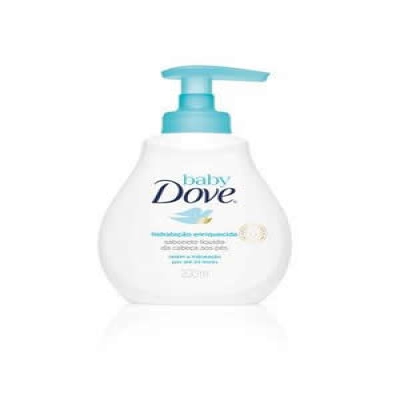 baby
Dove
hidratação enriquecida
sabonete líquido
da cabeça aos pés
200ml